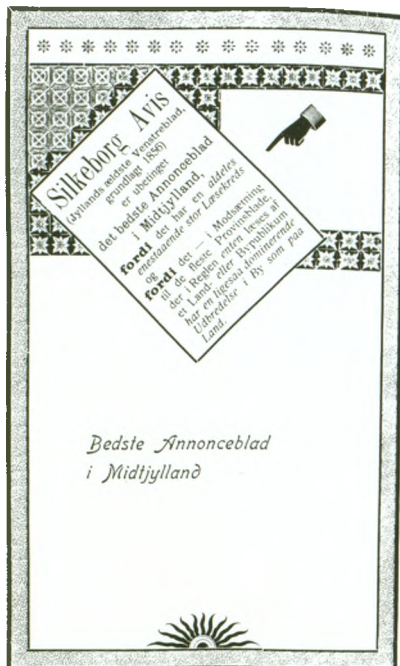 Silkeborg Avis
(Jyllands ældste Venstreblad,
grundlagt 1856)
er ubetinget
det bedste Annonceblad
i Midtjylland,
fordi det har en aldeles
enestaaende stor Læsekreds
og
fordi det — i Modsætning
til de fleste Provinsblade,
der i Reglen enten læses af
et Land- eller Bypublikum
har en ligesaa dominerende
Udbredelse i By som paa
Land.
Bedste Annonceblad
i Midtjylland